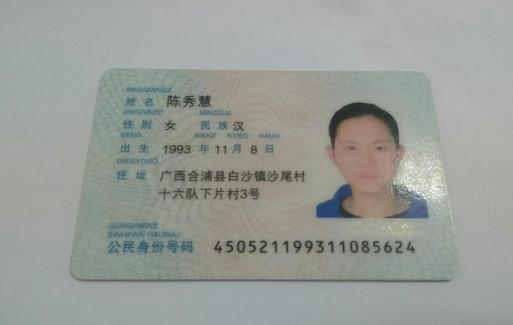 SINGQMINGZ
姓名 陈秀慧
SINGQBIED MINZCUZ
性别 女 民族 汉
SENG NIENZ NYIED HAUH
出生 1993 年 11 月 8 日
DIEGYOUQ
住址 广西合浦县白沙镇沙尾村
十六队下片村3号
GUNGHMINZ
SINHFWN HAUMAJ
公民身份号码 450521199311085624